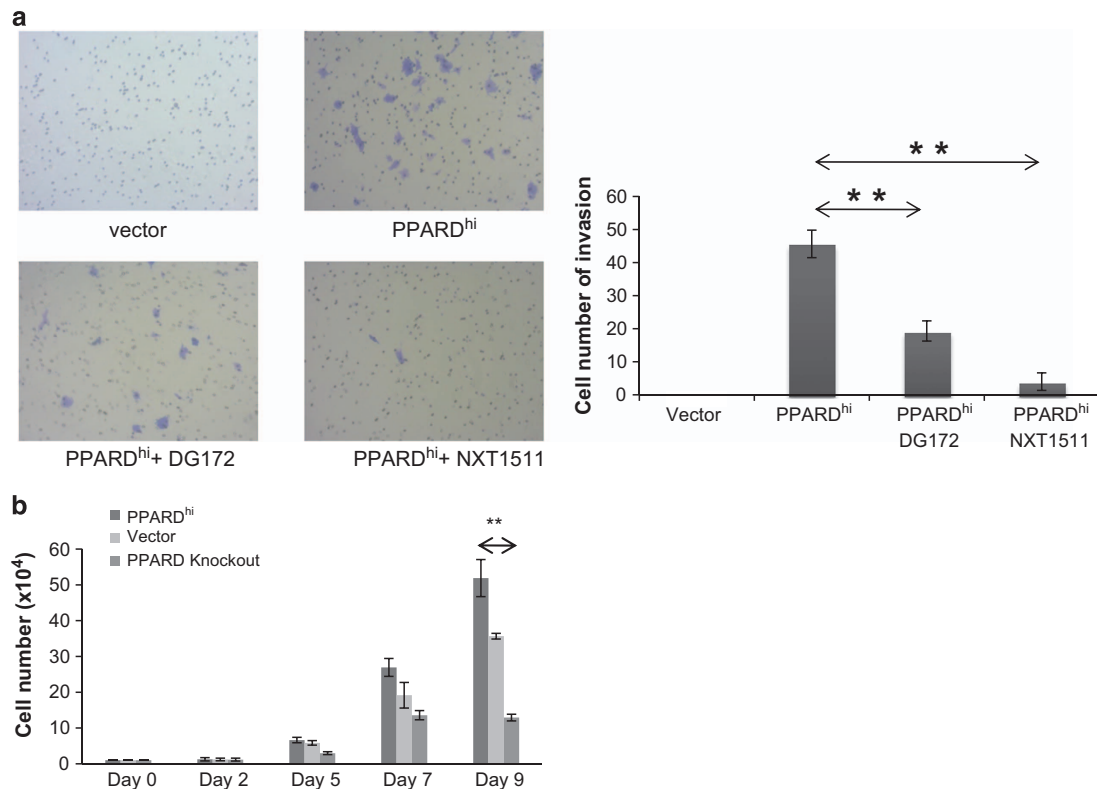 a
vector
PPARDhi
PPARDhi+ DG172
PPARDhi+ NXT1511
Cell number of invasion
60
50
40
30
20
10
0
* *
* *
Vector
PPARDhi
PPARDhi
DG172
PPARDhi
NXT1511
b
PPARDhi
Vector
PPARD Knockout
Cell number (x104)
60
50
40
30
20
10
0
**
Day 0
Day 2
Day 5
Day 7
Day 9